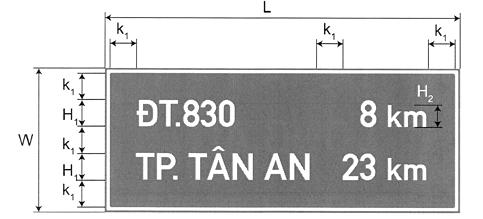 L
k₁ k₁ k₁
k₁
H₁
k₁
H₁
k₁
W
H₂
ĐT.830 8 km
TP. TÂN AN 23 km